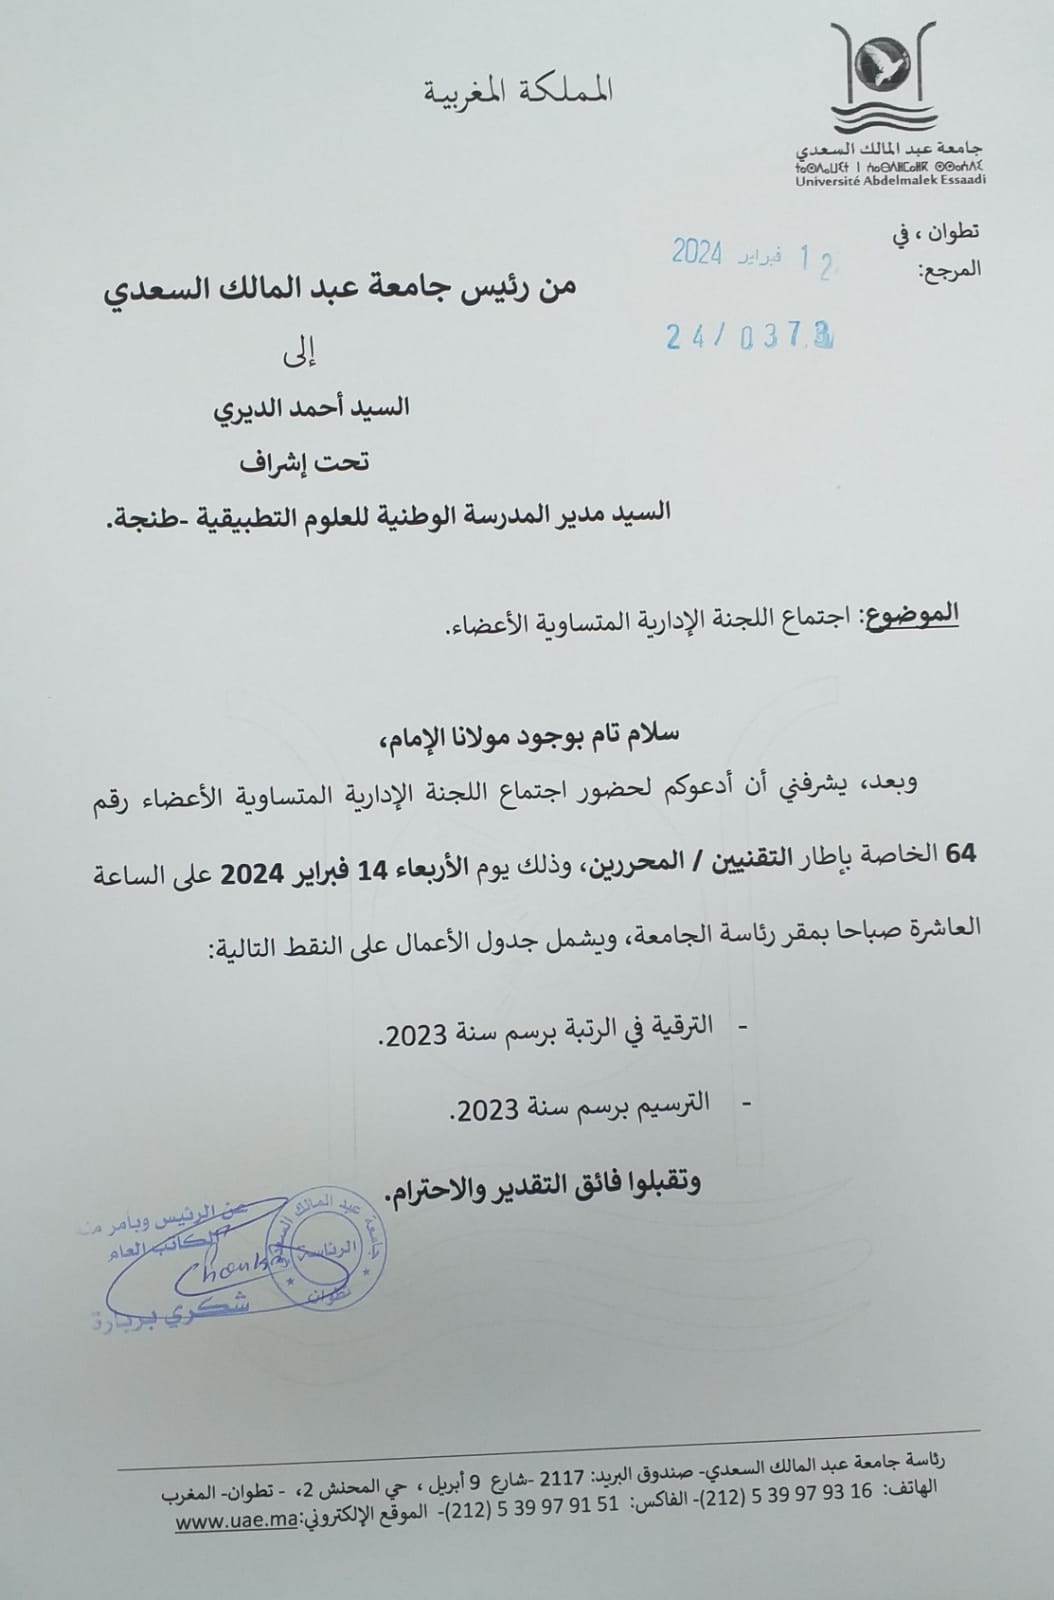 المملكة المغربية
جامعة عبد المالك السعدي
ⵜⴰⵙⴷⴰⵡⵉⵜ ⵏ ⵄⴰⴱⴷⵍⵎⴰⵍⴽ ⵙⵙⴰⵄⴷⵉ
Université Abdelmalek Essaadi
تطوان ، في
12 فبراير 2024
المرجع:
24/0373
من رئيس جامعة عبد المالك السعدي
إلى
السيد أحمد الديري
تحت إشراف
السيد مدير المدرسة الوطنية للعلوم التطبيقية -طنجة.
الموضوع: اجتماع اللجنة الإدارية المتساوية الأعضاء.
سلام تام بوجود مولانا الإمام،
وبعد، يشرفني أن أدعوكم لحضور اجتماع اللجنة الإدارية المتساوية الأعضاء رقم
64 الخاصة بإطار التقنيين / المحررين، وذلك يوم الأربعاء 14 فبراير 2024 على الساعة
العاشرة صباحا بمقر رئاسة الجامعة، ويشمل جدول الأعمال على النقط التالية:
- الترقية في الرتبة برسم سنة 2023.
- الترسيم برسم سنة 2023.
وتقبلوا فائق التقدير والاحترام.
عن الرئيس وبأمر منه
الكاتب العام
شكري بربارة
جامعة عبد المالك السعدي
الرئاسة
تطوان
رئاسة جامعة عبد المالك السعدي- صندوق البريد: 2117 -شارع 9 أبريل ، حي المحنش 2، - تطوان- المغرب
الهاتف: 16 93 97 39 5 (212)- الفاكس: 51 91 97 39 5 (212)- الموقع الإلكتروني:www.uae.ma